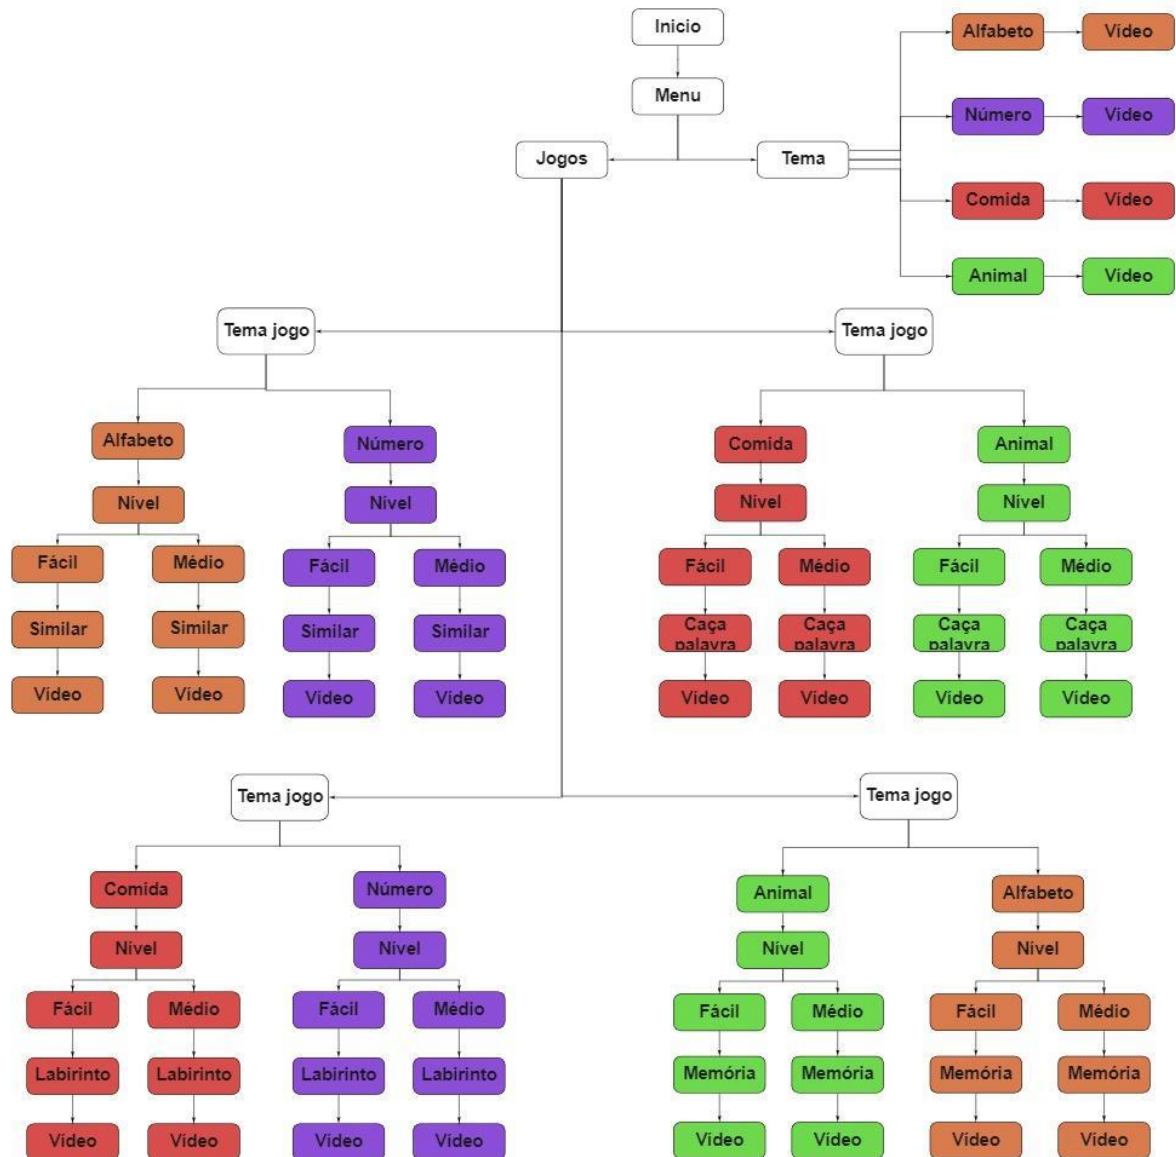 Inicio
Alfabeto
Vídeo
Menu
Número
Vídeo
Jogos
Tema
Comida
Vídeo
Animal
Vídeo
Tema jogo
Tema jogo
Alfabeto
Número
Comida
Animal
Nível
Nível
Nível
Nível
Fácil
Médio
Fácil
Médio
Fácil
Médio
Fácil
Médio
Similar
Similar
Similar
Similar
Caça
palavra
Caça
palavra
Caça
palavra
Caça
palavra
Vídeo
Vídeo
Vídeo
Vídeo
Vídeo
Vídeo
Vídeo
Vídeo
Tema jogo
Tema jogo
Comida
Número
Animal
Alfabeto
Nível
Nível
Nível
Nível
Fácil
Médio
Fácil
Médio
Fácil
Médio
Fácil
Médio
Labirinto
Labirinto
Labirinto
Labirinto
Memória
Memória
Memória
Memória
Vídeo
Vídeo
Vídeo
Vídeo
Vídeo
Vídeo
Vídeo
Vídeo